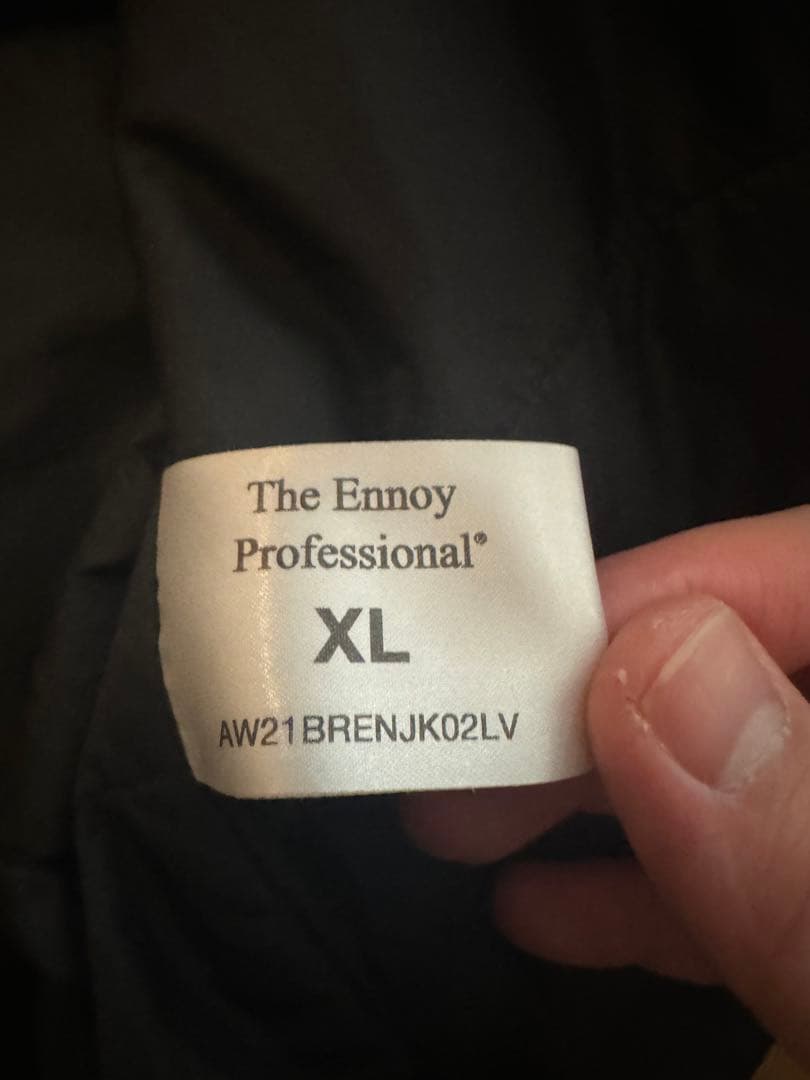 The Ennoy
Professional®
XL
AW21BRENJK02LV